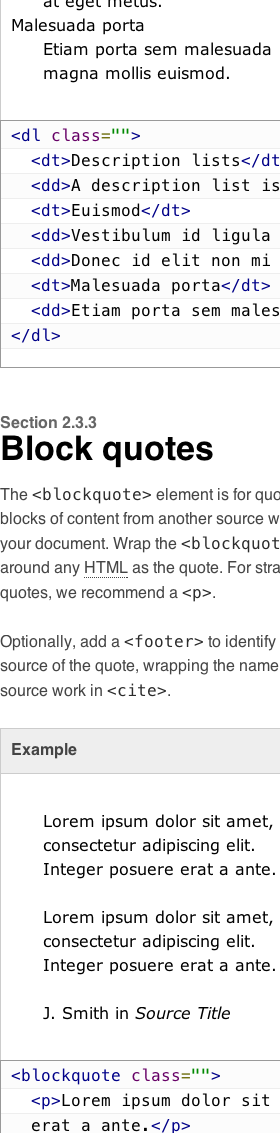 at eget metus.
Malesuada porta
Etiam porta sem malesuada
magna mollis euismod.
<dl class="">
<dt>Description lists</dt
<dd>A description list is
<dt>Euismod</dt>
<dd>Vestibulum id ligula
<dd>Donec id elit non mi
<dt>Malesuada porta</dt>
<dd>Etiam porta sem males
</dl>
Section 2.3.3
Block quotes
The <blockquote> element is for quo
blocks of content from another source w
your document. Wrap the <blockquot
around any HTML as the quote. For stra
quotes, we recommend a <p>.
Optionally, add a <footer> to identify
source of the quote, wrapping the name
source work in <cite>.
Example
Lorem ipsum dolor sit amet,
consectetur adipiscing elit.
Integer posuere erat a ante.
Lorem ipsum dolor sit amet,
consectetur adipiscing elit.
Integer posuere erat a ante.
J. Smith in Source Title
<blockquote class="">
<p>Lorem ipsum dolor sit
erat a ante.</p>